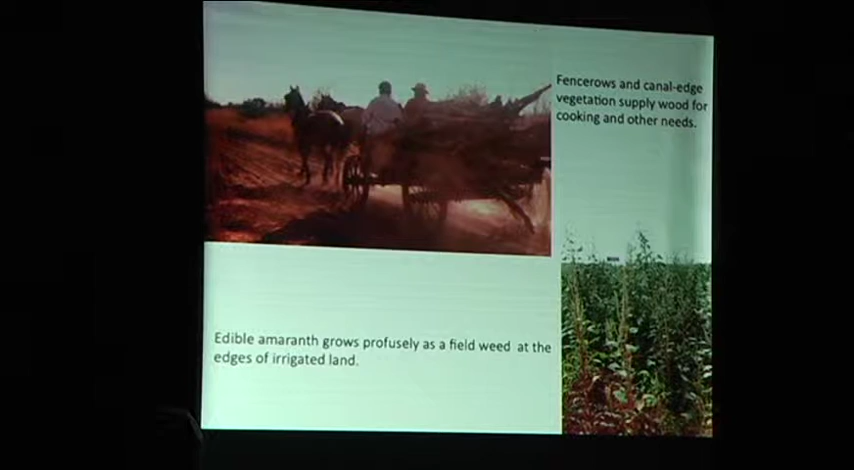 Fencerows and canal-edge
vegetation supply wood for
cooking and other needs.
Edible amaranth grows profusely as a field weed at the
edges of irrigated land.